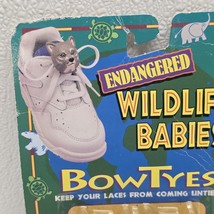 ENDANGERED
WILDLIF
BABIES
BOWTYES
KEEP YOUR LACES FROM COMING UNTIE